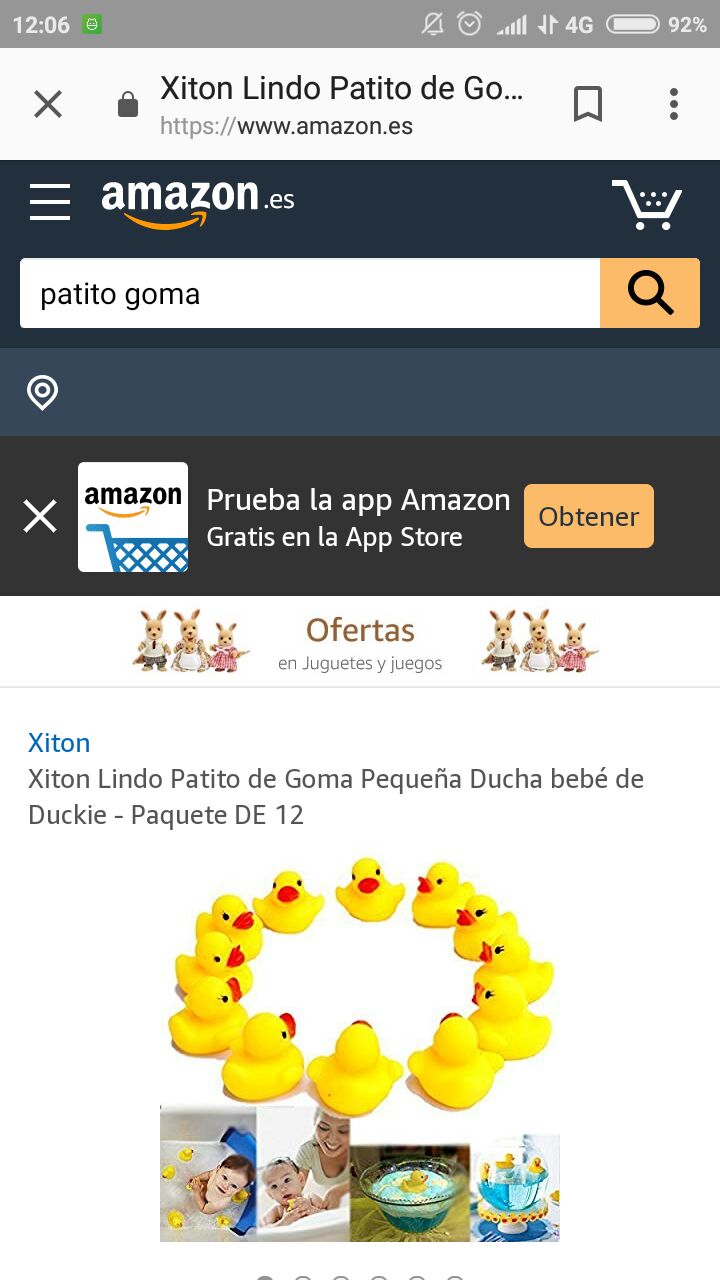 12:06
4G
92%
Xiton Lindo Patito de Go...
https://www.amazon.es
amazon.es
patito goma
amazon
Prueba la app Amazon
Gratis en la App Store
Obtener
Ofertas
en Juguetes y juegos
Xiton
Xiton Lindo Patito de Goma Pequeña Ducha bebé de
Duckie - Paquete DE 12